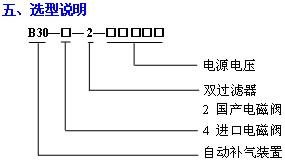 五、选型说明
B30—□—2—□□□□□
电源电压
双过滤器
2 国产电磁阀
4 进口电磁阀
自动补气装置